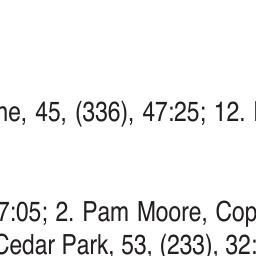 ne, 45, (336), 47:25; 12.
7:05; 2. Pam Moore, Cop
Cedar Park, 53, (233), 32: